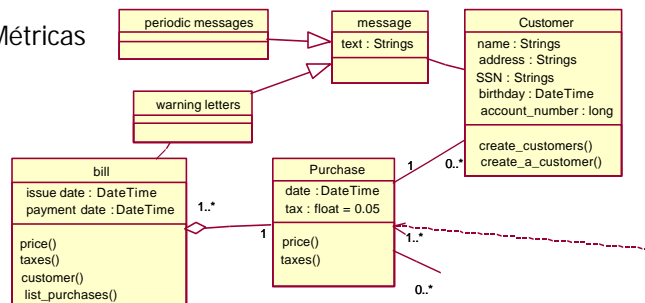 Métricas
periodic messages
message
text : Strings
Customer
name : Strings
address : Strings
SSN : Strings
birthday : DateTime
account_number : long
create_customers()
create_a_customer()
warning letters
bill
issue date : DateTime
payment date : DateTime
price()
taxes()
customer()
list_purchases()
1..*
1
Purchase
date : DateTime
tax : float = 0.05
price()
taxes()
1
0..*
1..*
0..*